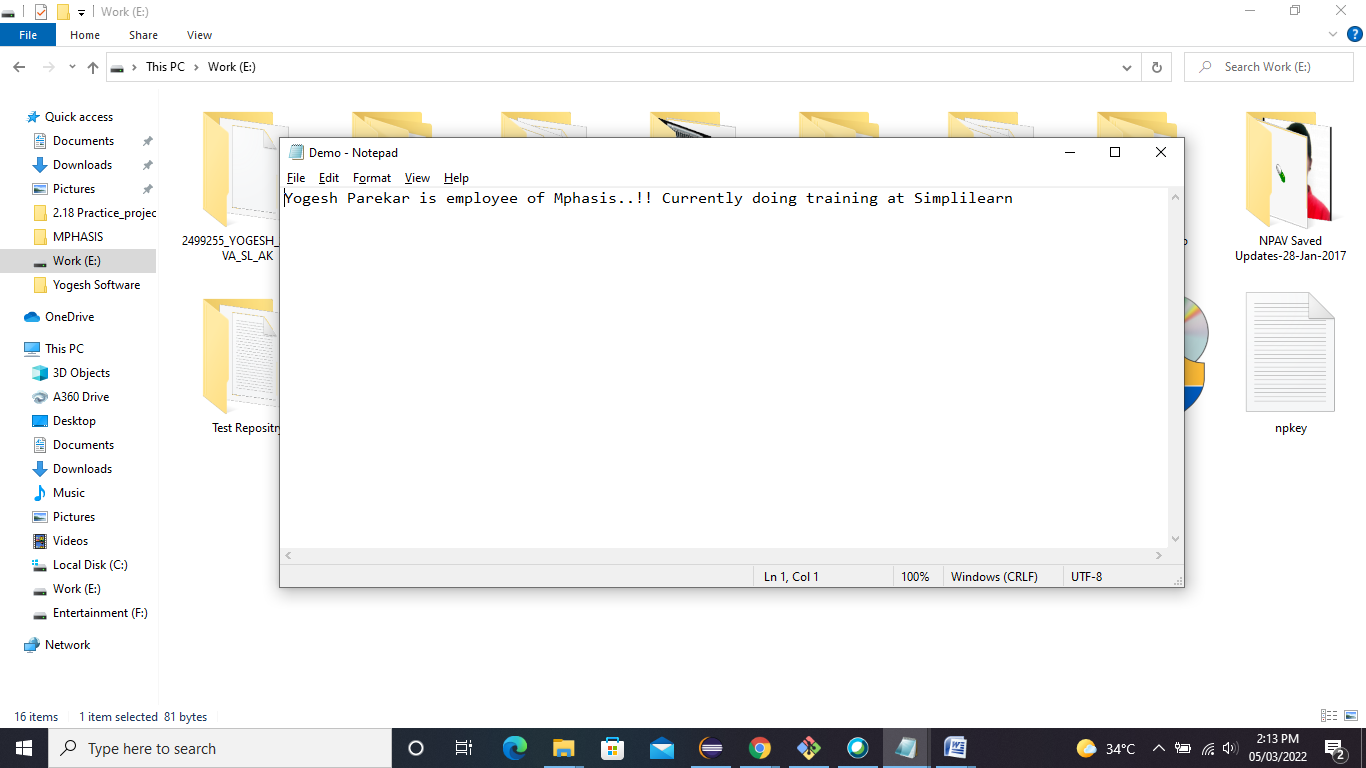 Work (E:)
File Home Share View
This PC Work (E:)
Search Work (E:)
Quick access
Documents
Downloads
Pictures
2.18 Practice_projec
MPHASIS
Work (E:)
Yogesh Software
OneDrive
This PC
3D Objects
A360 Drive
Desktop
Documents
Downloads
Music
Pictures
Videos
Local Disk (C:)
Work (E:)
Entertainment (F:)
Network
2499255_YOGESH_
VA_SL_AK
NPAV Saved
Updates-28-Jan-2017
Test Repositry
npkey
Demo - Notepad
File Edit Format View Help
Yogesh Parekar is employee of Mphasis..!! Currently doing training at Simplilearn
Ln 1, Col 1 100% Windows (CRLF) UTF-8
16 items 1 item selected 81 bytes
Type here to search
34°C
2:13 PM
05/03/2022
2